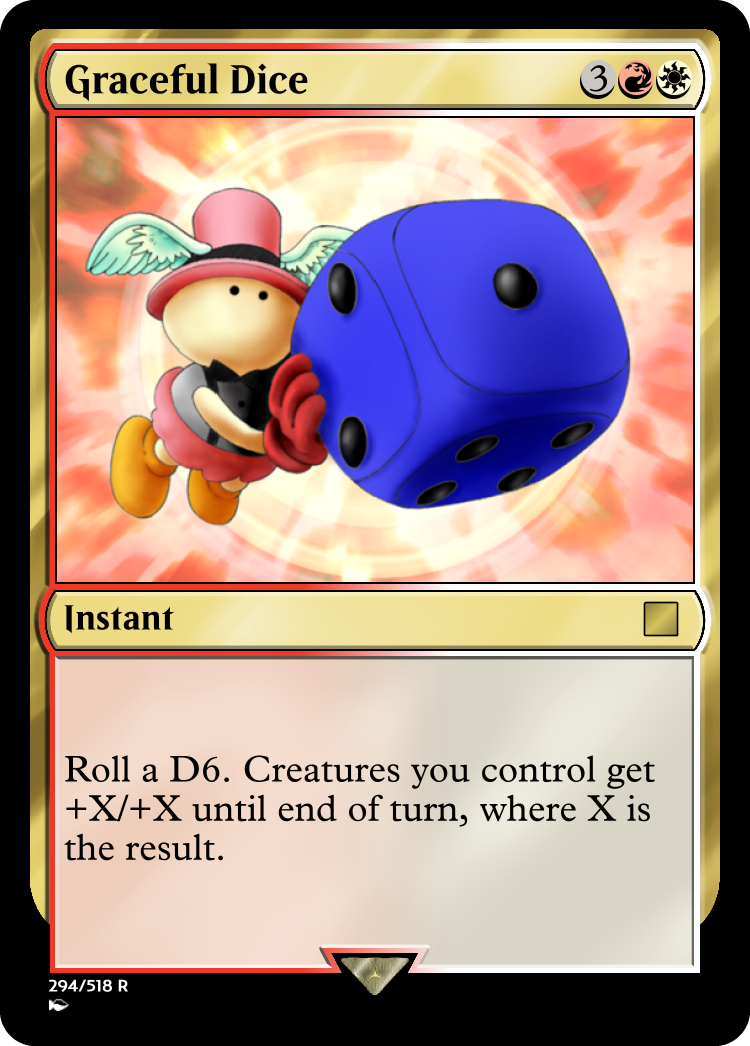 Graceful Dice 3
Instant
Roll a D6. Creatures you control get
+X/+X until end of turn, where X is
the result.
294/518 R